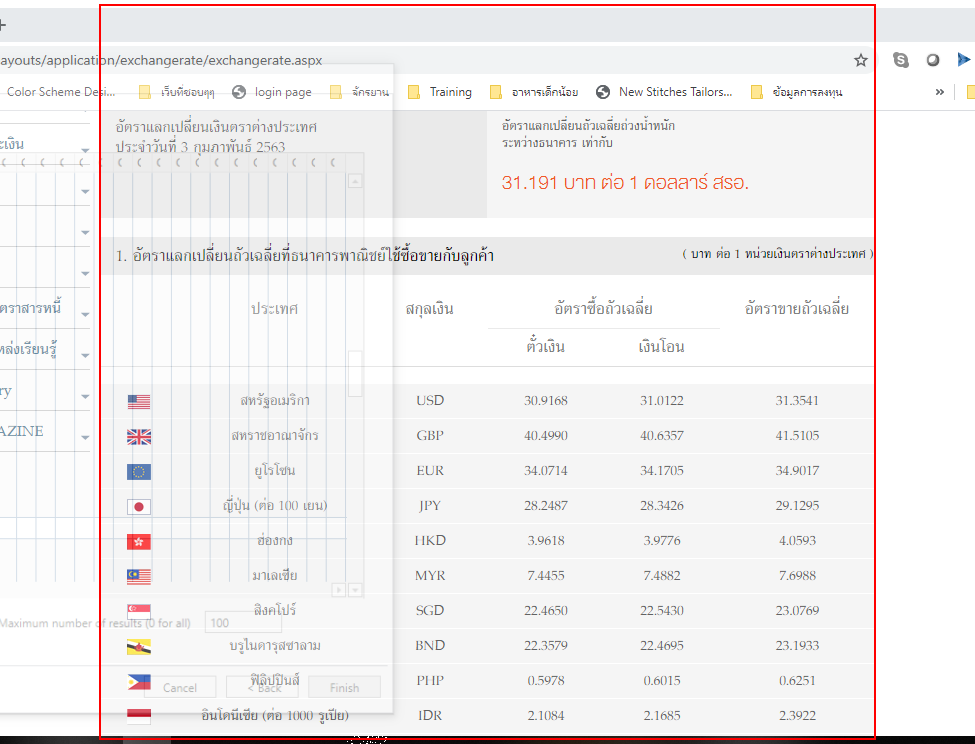 ayouts/application/exchangerate/exchangerate.aspx
Color Scheme Desi... เว็บที่ชอบๆๆ login page จักรยาน Training อาหารเด็กน้อย New Stitches Tailors... ข้อมูลการลงทุน »
ะเงิน
ตราสารหนี้
หล่งเรียนรู้
ry
AZINE
อัตราแลกเปลี่ยนเงินตราต่างประเทศ
ประจำวันที่ 3 กุมภาพันธ์ 2563
อัตราแลกเปลี่ยนถัวเฉลี่ยถ่วงน้ำหนัก
ระหว่างธนาคาร เท่ากับ
31.191 บาท ต่อ 1 ดอลลาร์ สรอ.
1. อัตราแลกเปลี่ยนถัวเฉลี่ยที่ธนาคารพาณิชย์ใช้ซื้อขายกับลูกค้า ( บาท ต่อ 1 หน่วยเงินตราต่างประเทศ )
ประเทศ สกุลเงิน อัตราซื้อถัวเฉลี่ย อัตราขายถัวเฉลี่ย
ตั๋วเงิน เงินโอน
สหรัฐอเมริกา USD 30.9168 31.0122 31.3541
สหราชอาณาจักร GBP 40.4990 40.6357 41.5105
ยูโรโซน EUR 34.0714 34.1705 34.9017
ญี่ปุ่น (ต่อ 100 เยน) JPY 28.2487 28.3426 29.1295
ฮ่องกง HKD 3.9618 3.9776 4.0593
มาเลเซีย MYR 7.4455 7.4882 7.6988
สิงคโปร์ SGD 22.4650 22.5430 23.0769
บรูไนดารุสซาลาม BND 22.3579 22.4695 23.1933
ฟิลิปปินส์ PHP 0.5978 0.6015 0.6251
อินโดนีเซีย (ต่อ 1000 รูเปีย) IDR 2.1084 2.1685 2.3922
Maximum number of results (0 for all) 100
Cancel < Back Finish